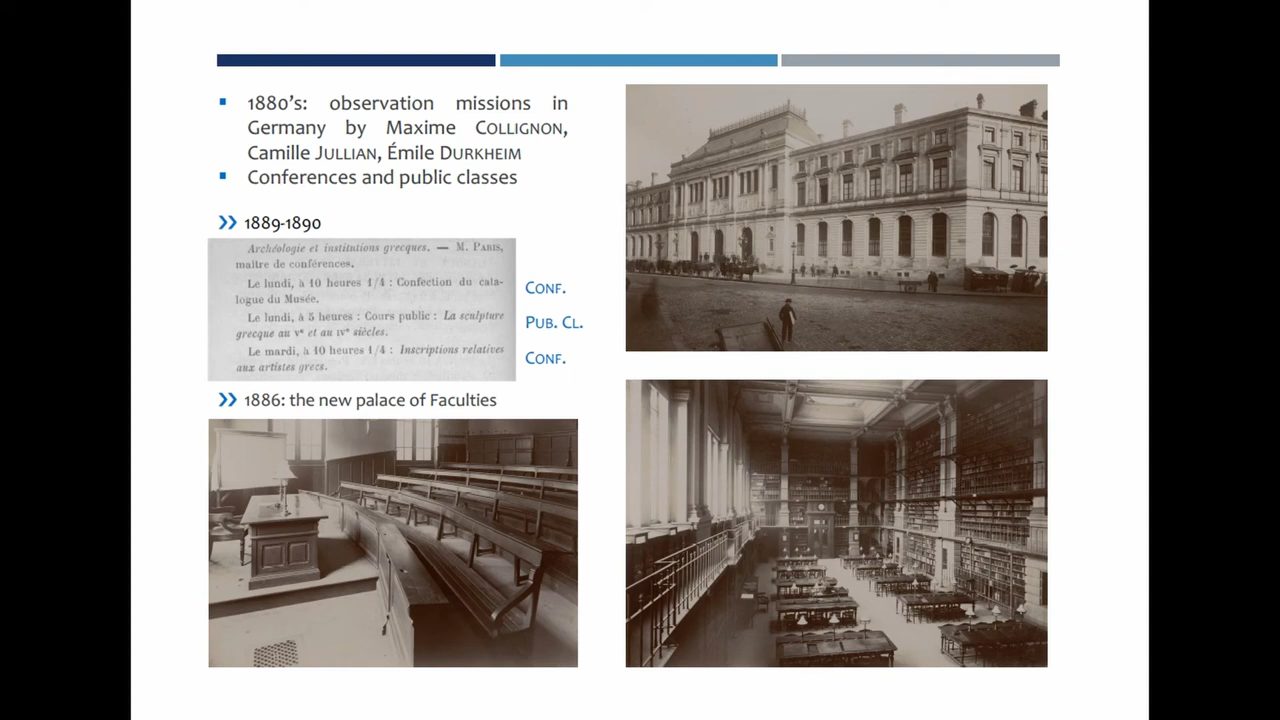 1880's: observation missions in
Germany by Maxime COLLIGNON,
Camille JULLIAN, Émile DURKHEIM
Conferences and public classes
1889-1890
Archéologie et institutions grecques. — M. PARIS,
maître de conférences.
Le lundi, à 10 heures 1/4 : Confection du cata-
logue du Musée.
Le lundi, à 5 heures : Cours public : La sculpture
grecque au Ve et au IVe siècles.
Le mardi, à 10 heures 1/4 : Inscriptions relatives
aux artistes grecs.
CONF.
PUB. CL.
CONF.
1886: the new palace of Faculties